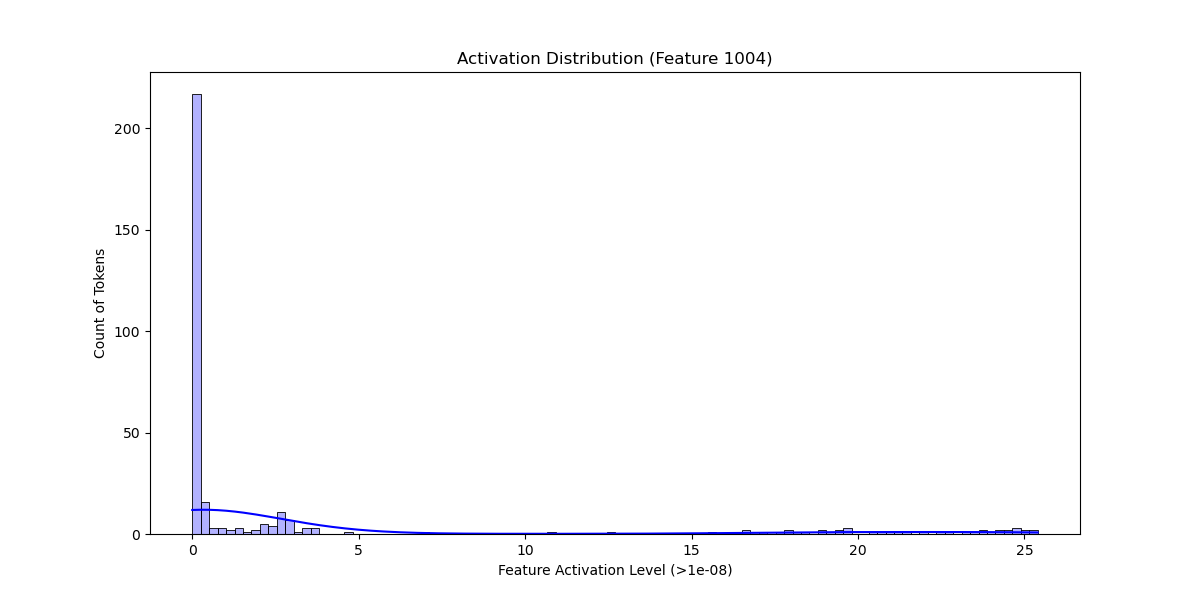 Activation Distribution (Feature 1004)
Count of Tokens
200
150
100
50
0
0 5 10 15 20 25
Feature Activation Level (>1e-08)